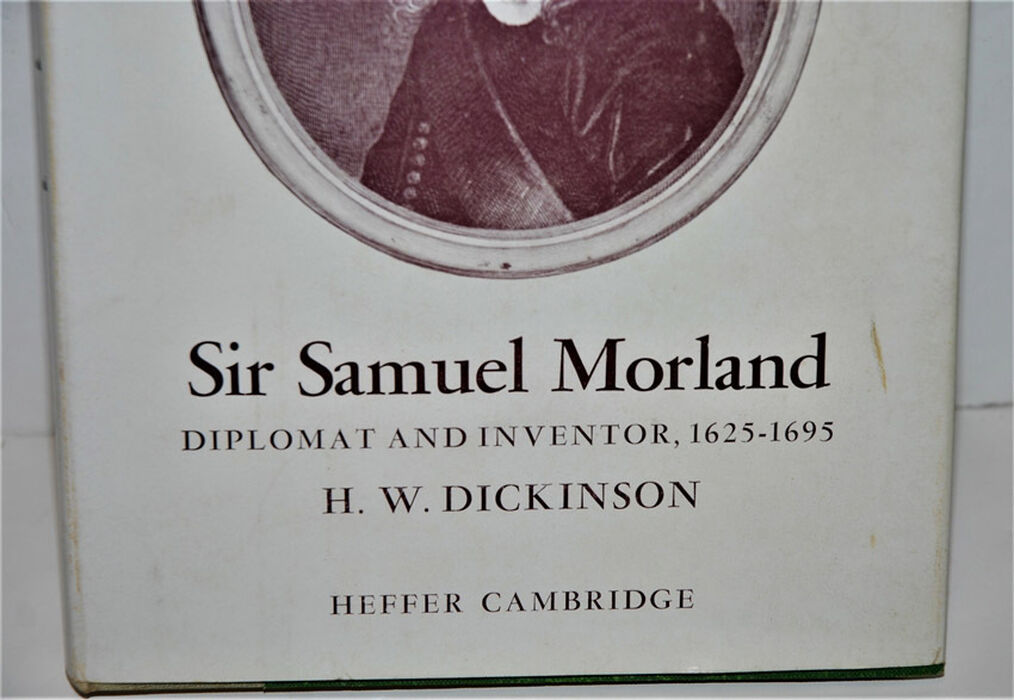 Sir Samuel Morland
DIPLOMAT AND INVENTOR, 1625-1695
H. W. DICKINSON
HEFFER CAMBRIDGE